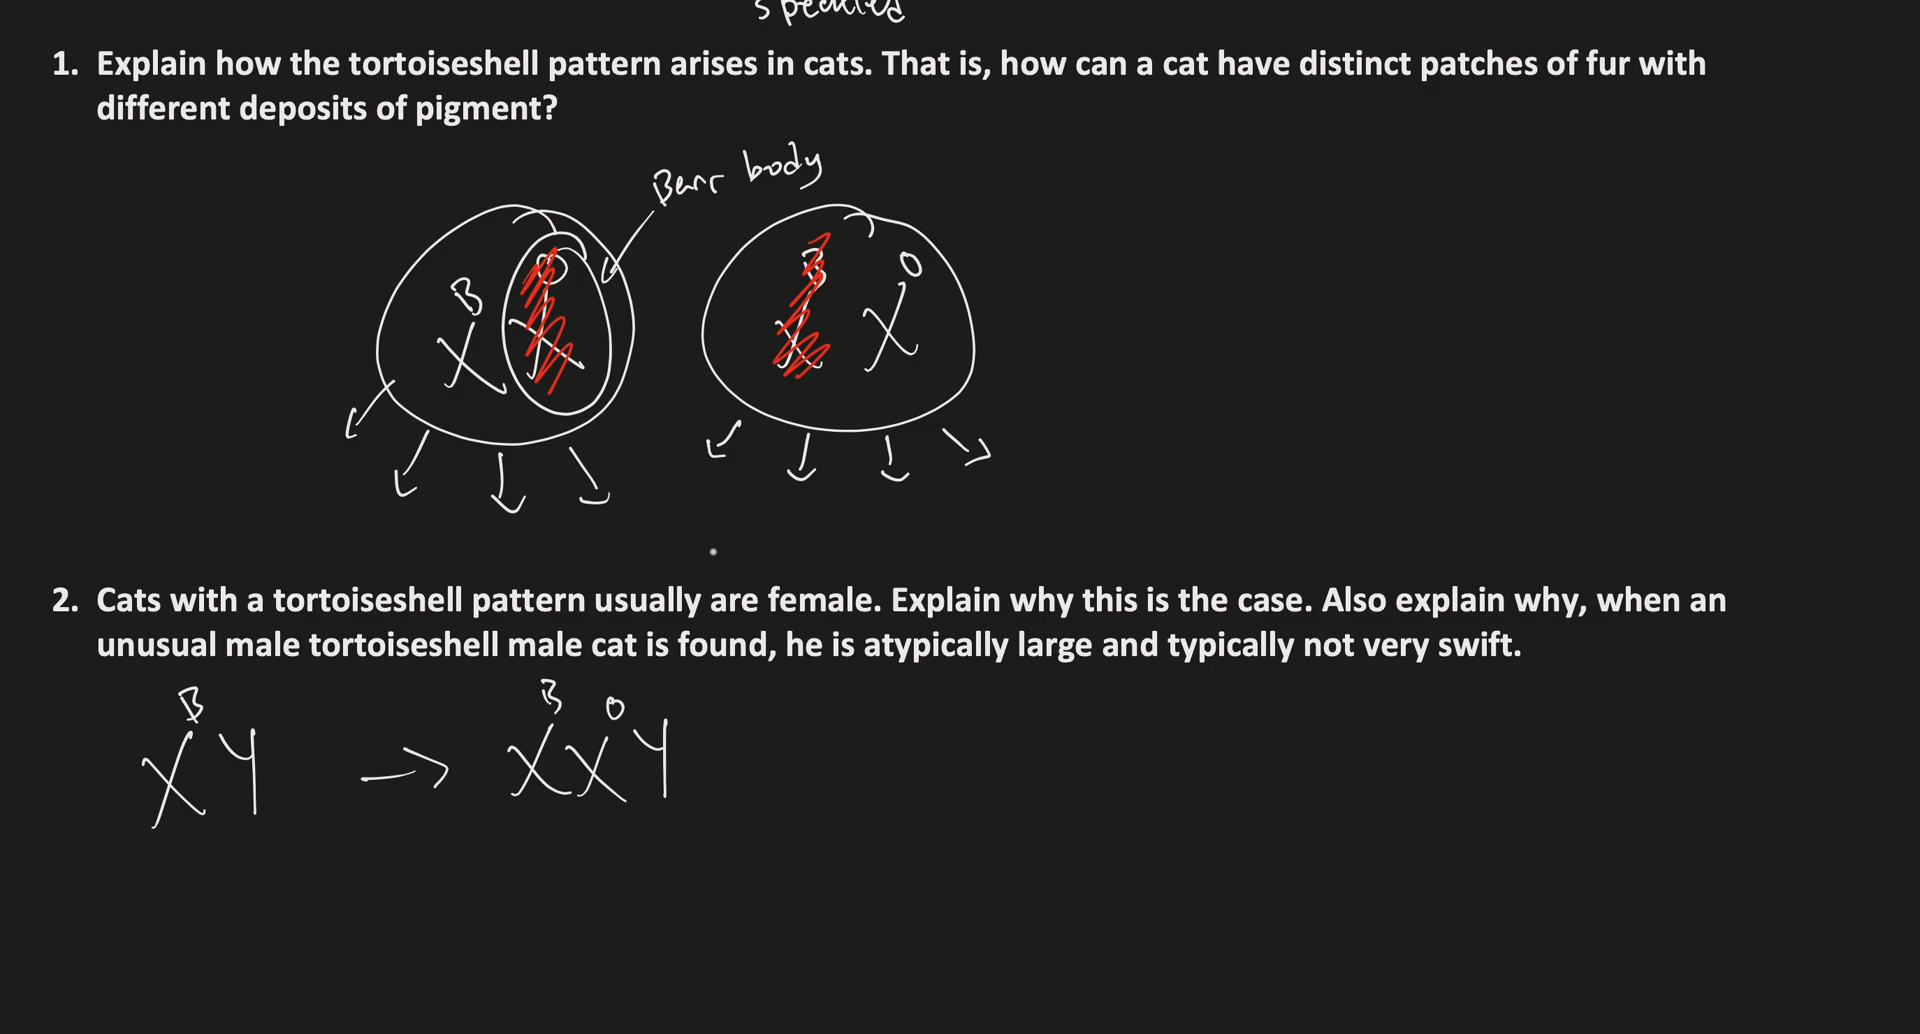 speckled
1. Explain how the tortoiseshell pattern arises in cats. That is, how can a cat have distinct patches of fur with
different deposits of pigment?
Barr body
B
X
B O
X X
2. Cats with a tortoiseshell pattern usually are female. Explain why this is the case. Also explain why, when an
unusual male tortoiseshell male cat is found, he is atypically large and typically not very swift.
B B O
XY → XXY